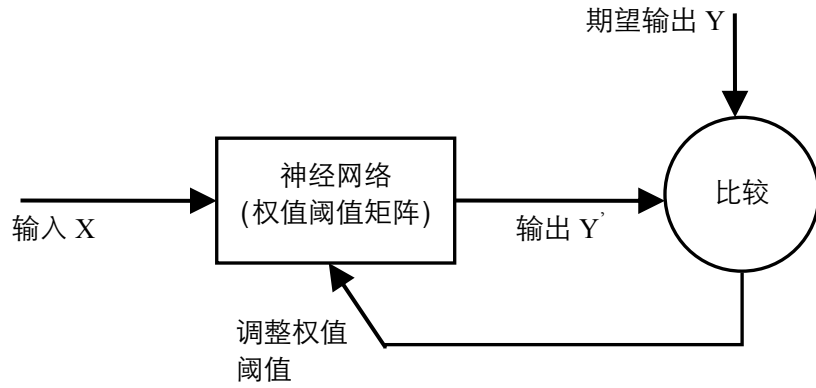 期望输出 Y
神经网络
(权值阈值矩阵)
比较
输入 X
输出 Y’
调整权值
阈值